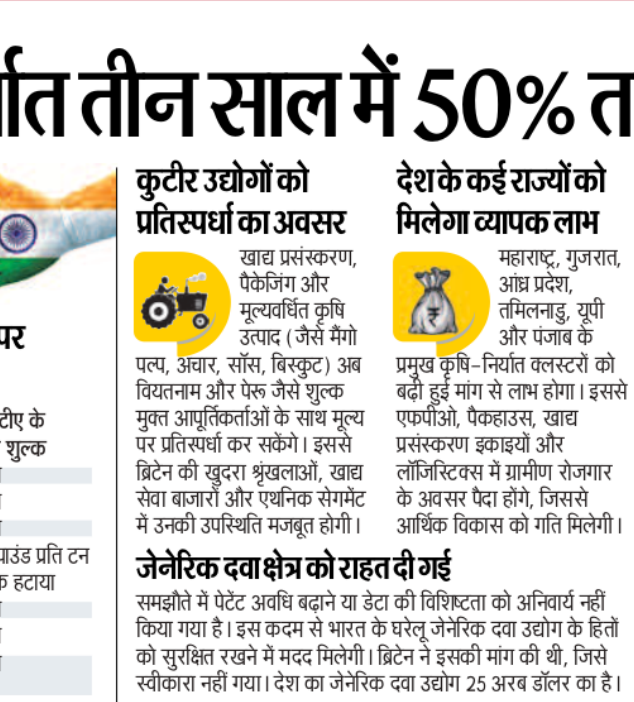 तीन साल में 50%
पर
टीए के
शुल्क
प्रति टन
हटाया
कुटीर उद्योगों को
प्रतिस्पर्धा का अवसर
खाद्य प्रसंस्करण,
पैकेजिंग और
मूल्यवर्धित कृषि
उत्पाद (जैसे मैंगो
पल्प, अचार, सॉस, बिस्कुट) अब
वियतनाम और पेरू जैसे शुल्क
मुक्त आपूर्तिकर्ताओं के साथ मूल्य
पर प्रतिस्पर्धा कर सकेंगे। इससे
ब्रिटेन की खुदरा श्रृंखलाओं, खाद्य
सेवा बाजारों और एथनिक सेगमेंट
में उनकी उपस्थिति मजबूत होगी।
देश के कई राज्यों को
मिलेगा व्यापक लाभ
महाराष्ट्र, गुजरात,
आंध्र प्रदेश,
तमिलनाडु, यूपी
और पंजाब के
प्रमुख कृषि-निर्यात क्लस्टरों को
बढ़ी हुई मांग से लाभ होगा। इससे
एफपीओ, पैकहाउस, खाद्य
प्रसंस्करण इकाइयों और
लॉजिस्टिक्स में ग्रामीण रोजगार
के अवसर पैदा होंगे, जिससे
आर्थिक विकास को गति मिलेगी।
जेनेरिक दवा क्षेत्र को राहत दी गई
समझौते में पेटेंट अवधि बढ़ाने या डेटा की विशिष्टता को अनिवार्य नहीं
किया गया है। इस कदम से भारत के घरेलू जेनेरिक दवा उद्योग के हितों
को सुरक्षित रखने में मदद मिलेगी। ब्रिटेन ने इसकी मांग की थी, जिसे
स्वीकारा नहीं गया। देश का जेनेरिक दवा उद्योग 25 अरब डॉलर का है।